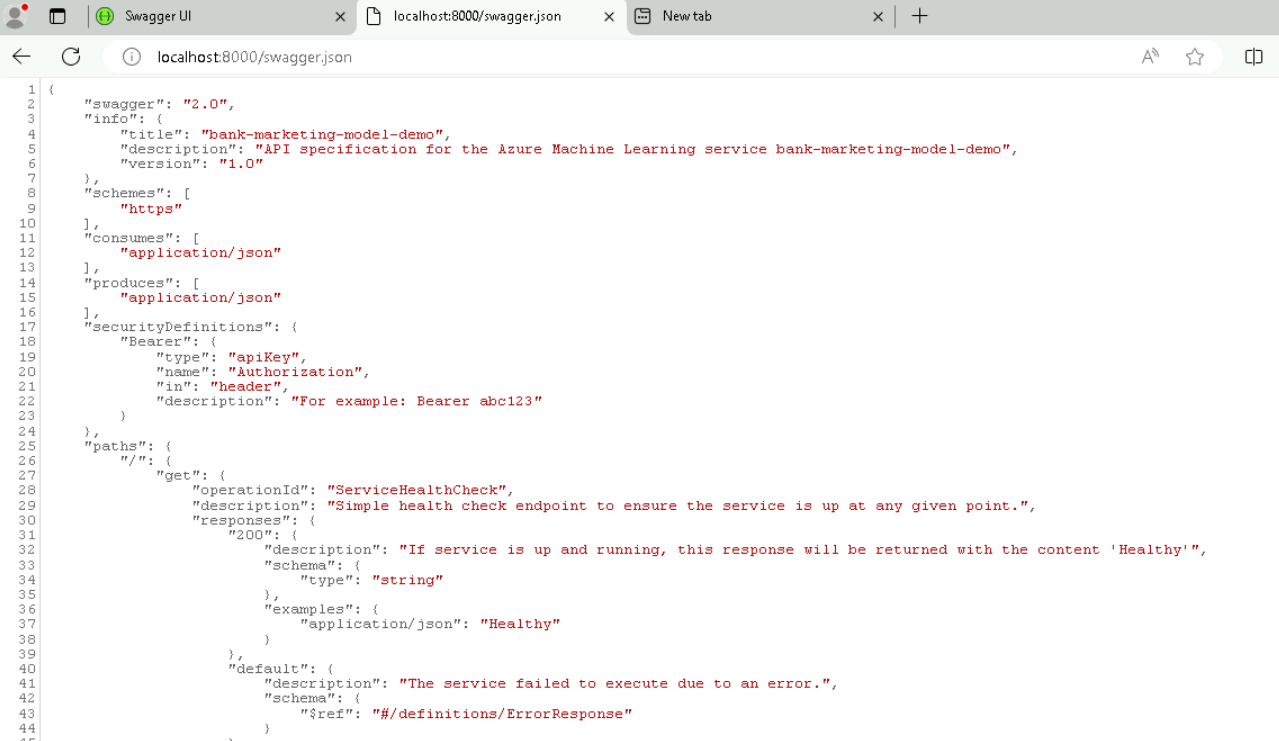 Swagger UI
localhost:8000/swagger.json
New tab
localhost:8000/swagger.json
1 {
2     "swagger": "2.0",
3     "info": {
4         "title": "bank-marketing-model-demo",
5         "description": "API specification for the Azure Machine Learning service bank-marketing-model-demo",
6         "version": "1.0"
7     },
8     "schemes": [
9         "https"
10     ],
11     "consumes": [
12         "application/json"
13     ],
14     "produces": [
15         "application/json"
16     ],
17     "securityDefinitions": {
18         "Bearer": {
19             "type": "apiKey",
20             "name": "Authorization",
21             "in": "header",
22             "description": "For example: Bearer abc123"
23         }
24     },
25     "paths": {
26         "/": {
27             "get": {
28                 "operationId": "ServiceHealthCheck",
29                 "description": "Simple health check endpoint to ensure the service is up at any given point.",
30                 "responses": {
31                     "200": {
32                         "description": "If service is up and running, this response will be returned with the content 'Healthy'",
33                         "schema": {
34                             "type": "string"
35                         },
36                         "examples": {
37                             "application/json": "Healthy"
38                         }
39                     },
40                     "default": {
41                         "description": "The service failed to execute due to an error.",
42                         "schema": {
43                             "$ref": "#/definitions/ErrorResponse"
44                         }